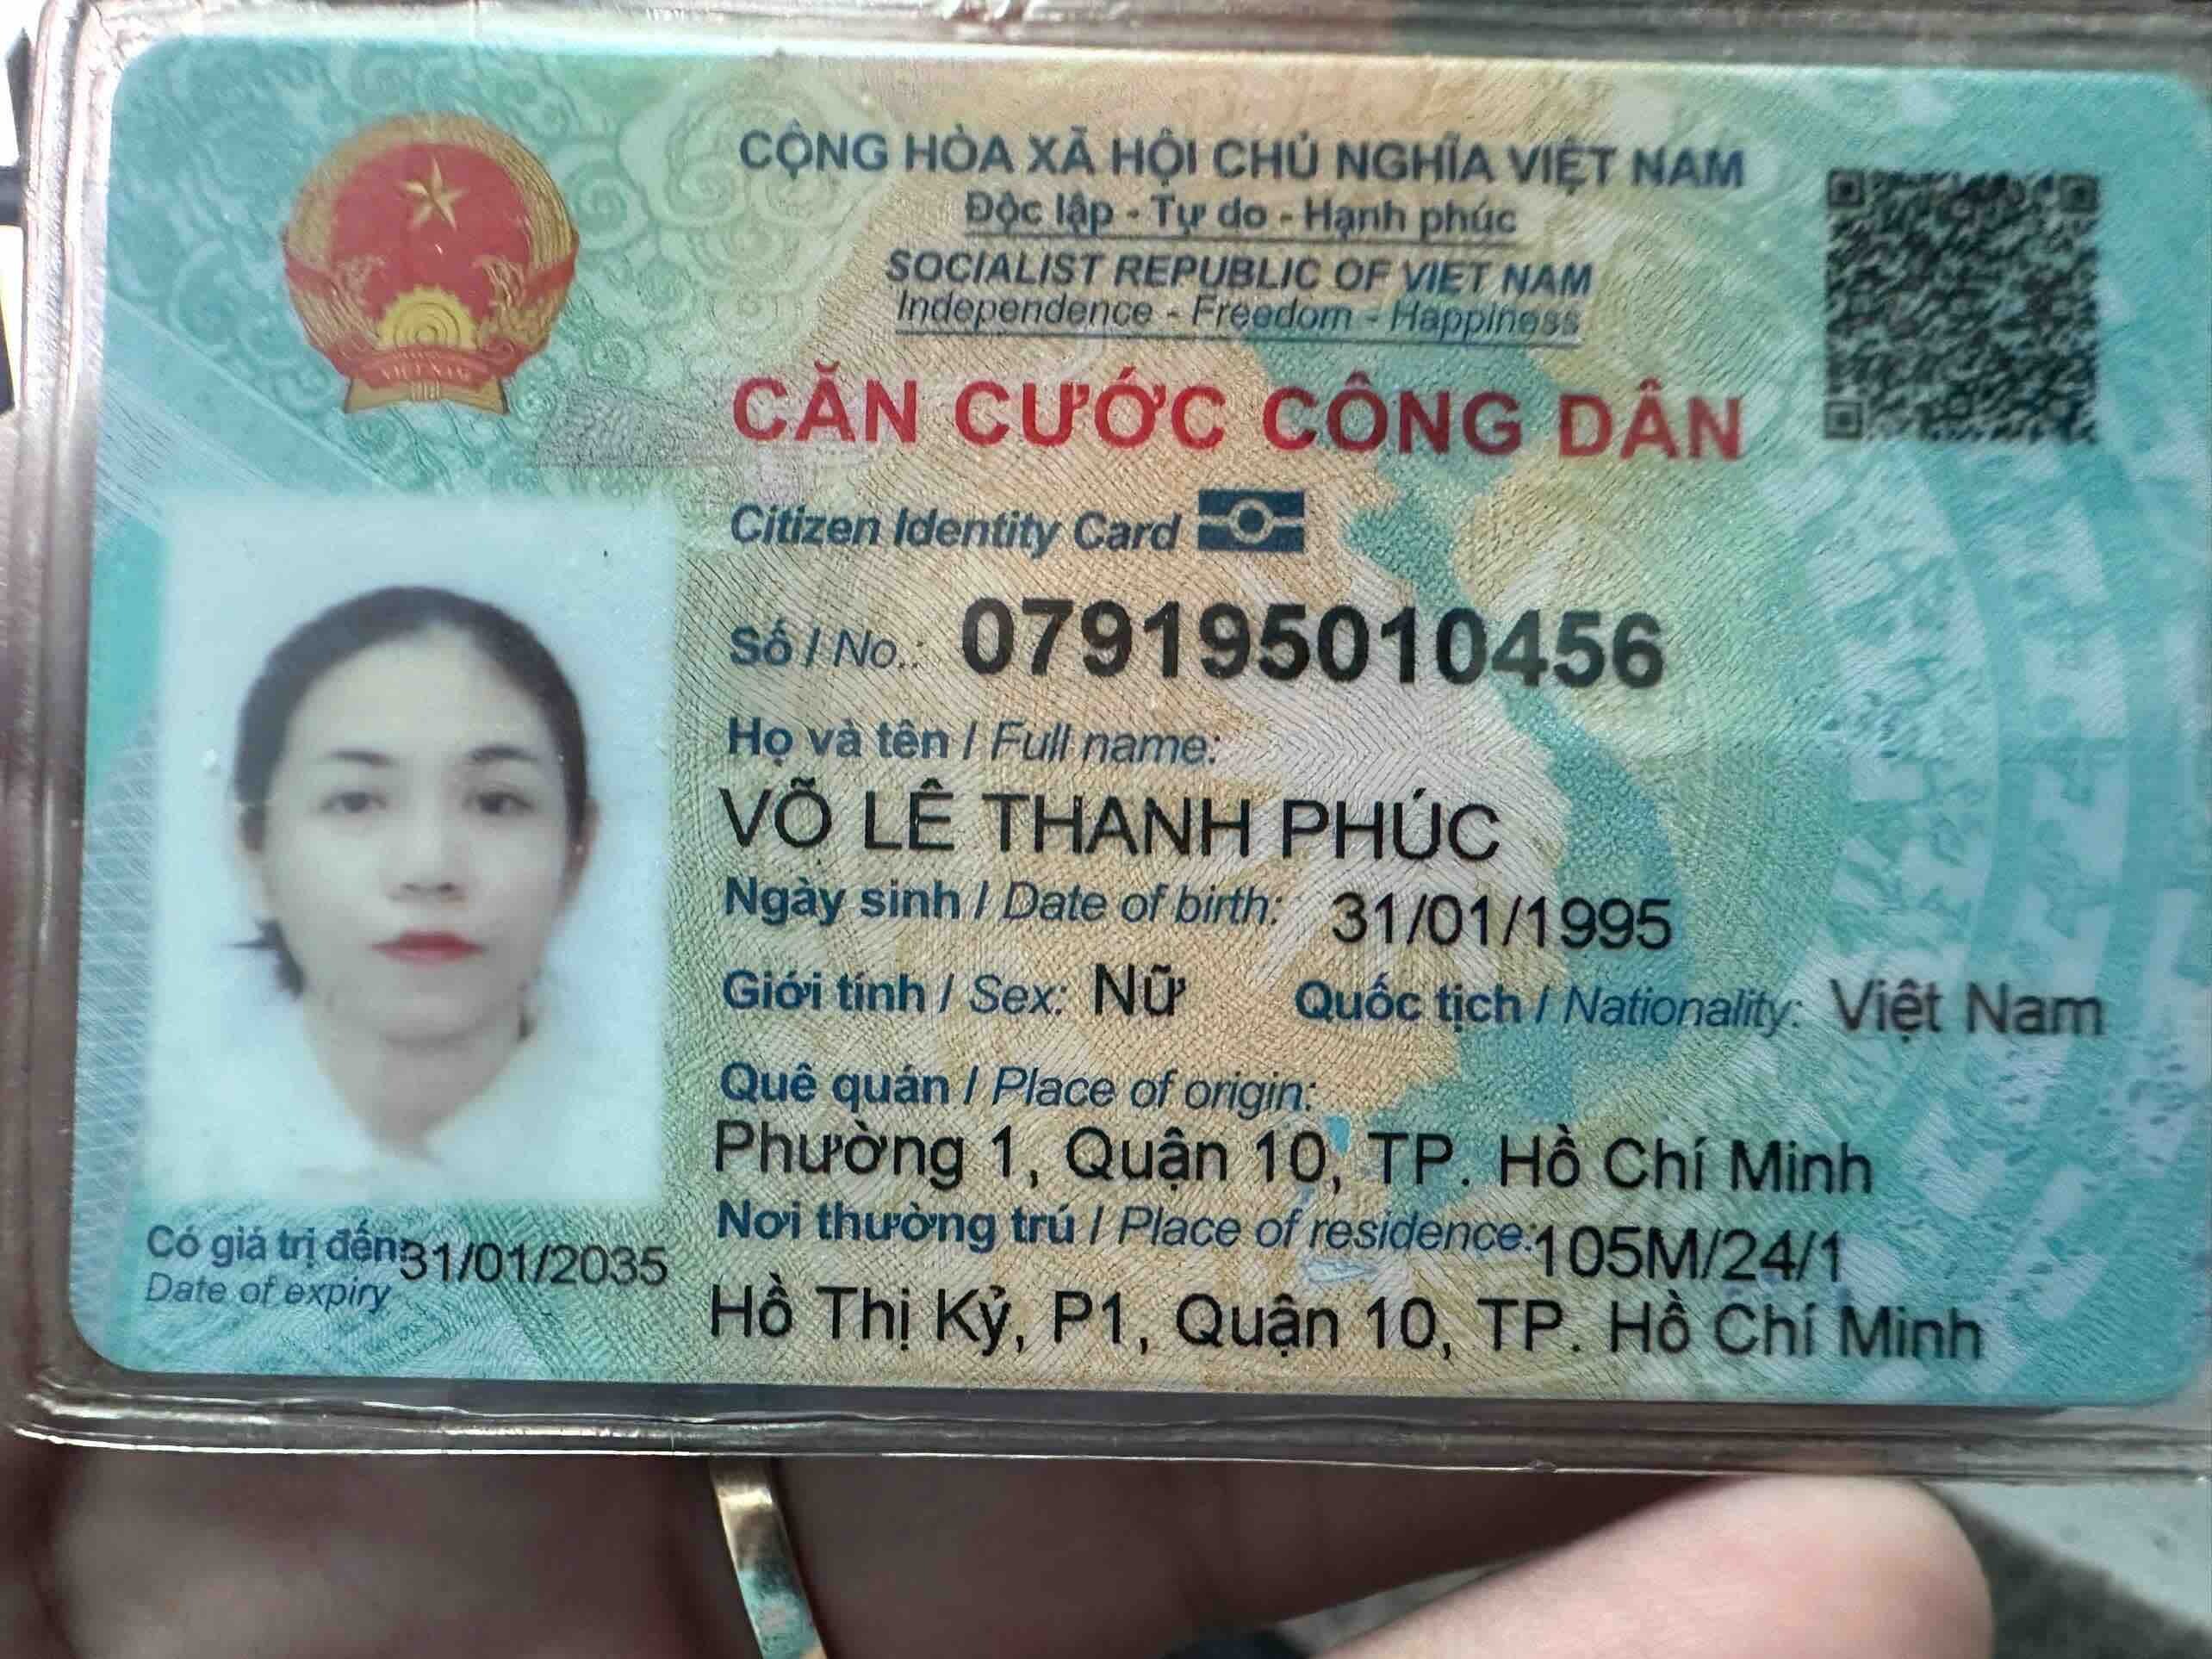 CỘNG HÒA XÃ HỘI CHỦ NGHĨA VIỆT NAM
Độc lập - Tự do - Hạnh phúc
SOCIALIST REPUBLIC OF VIET NAM
Independence - Freedom - Happiness
CĂN CƯỚC CÔNG DÂN
Citizen Identity Card
Số / No.: 079195010456
Họ và tên / Full name:
VÕ LÊ THANH PHÚC
Ngày sinh / Date of birth: 31/01/1995
Giới tính / Sex: Nữ Quốc tịch / Nationality: Việt Nam
Quê quán / Place of origin:
Phường 1, Quận 10, TP. Hồ Chí Minh
Nơi thường trú / Place of residence: 105M/24/1
Hồ Thị Kỷ, P1, Quận 10, TP. Hồ Chí Minh
Có giá trị đến: 31/01/2035
Date of expiry